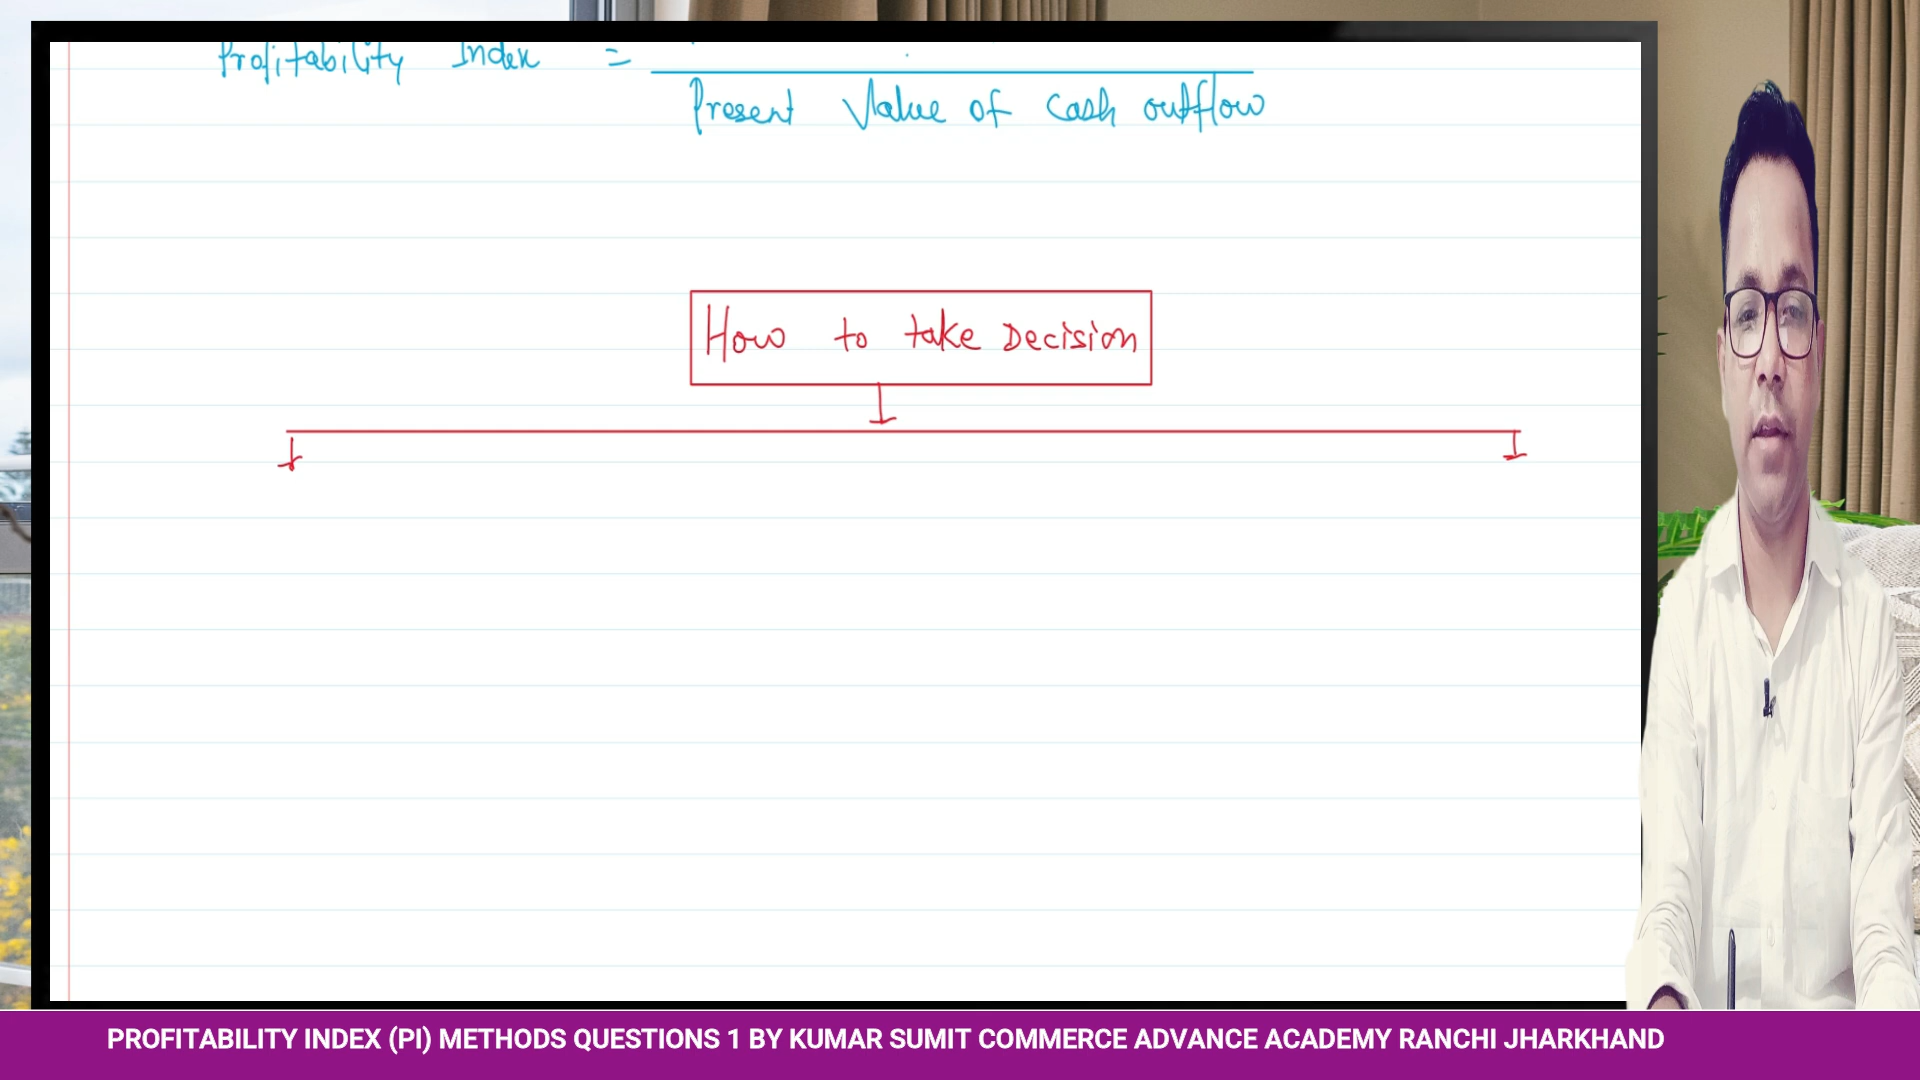 Profitability Index =
Present Value of Cash outflow
How to take Decision
PROFITABILITY INDEX (PI) METHODS QUESTIONS 1 BY KUMAR SUMIT COMMERCE ADVANCE ACADEMY RANCHI JHARKHAND